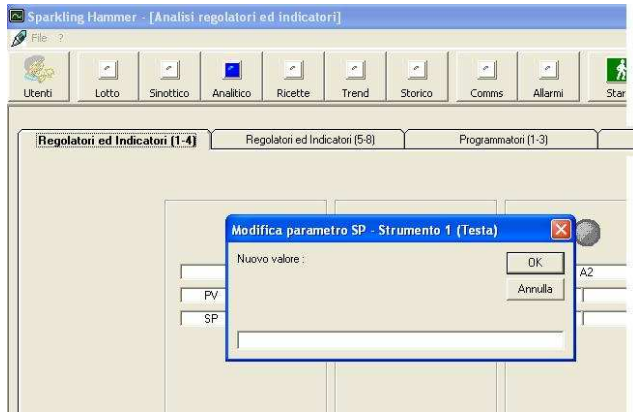 Sparkling Hammer - [Analisi regolatori ed indicatori]
File ?
Utenti Lotto Sinottico Analitico Ricette Trend Storico Comms Allarmi
Regolatori ed Indicatori (1-4) Regolatori ed Indicatori (5-8) Programmatori (1-3)
Modifica parametro SP - Strumento 1 (Testa)
Nuovo valore :
OK
Annulla
A2
PV
SP